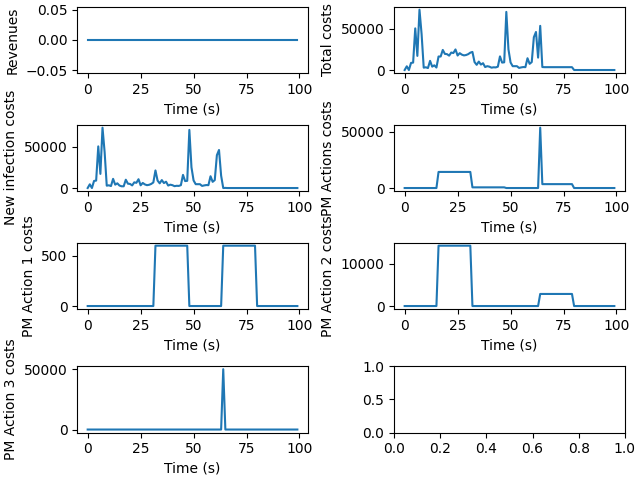 Revenues
0.05
0.00
−0.05
0 25 50 75 100
Time (s)
Total costs
50000
0
0 25 50 75 100
Time (s)
New infection costs
50000
0
0 25 50 75 100
Time (s)
PM Actions costs
50000
0
0 25 50 75 100
Time (s)
PM Action 1 costs
500
0
0 25 50 75 100
Time (s)
PM Action 2 costs
10000
0
0 25 50 75 100
Time (s)
PM Action 3 costs
50000
0
0 25 50 75 100
Time (s)
1.0
0.5
0.0
0.0 0.2 0.4 0.6 0.8 1.0